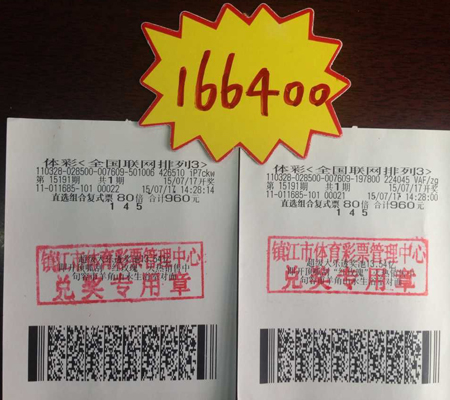 166400
体彩<全国联网排列3>
110328-028500-007609-501006 426510 iP7ckw
第 15191期 共1期 15/07/17开奖
11-011685-101 00022 15/07/17 14:28:14
直选组合复式票 80倍 合计960元
1 4 5
镇江市体育彩票管理中心
兑奖专用章
体彩<全国联网排列3>
110328-028500-007609-197800 224045 VAF/zg
第 15191期 共1期 15/07/17开奖
11-011685-101 00021 15/07/17 14:28:00
直选组合复式票 80倍 合计960元
1 4 5
镇江市体育彩票管理中心
兑奖专用章